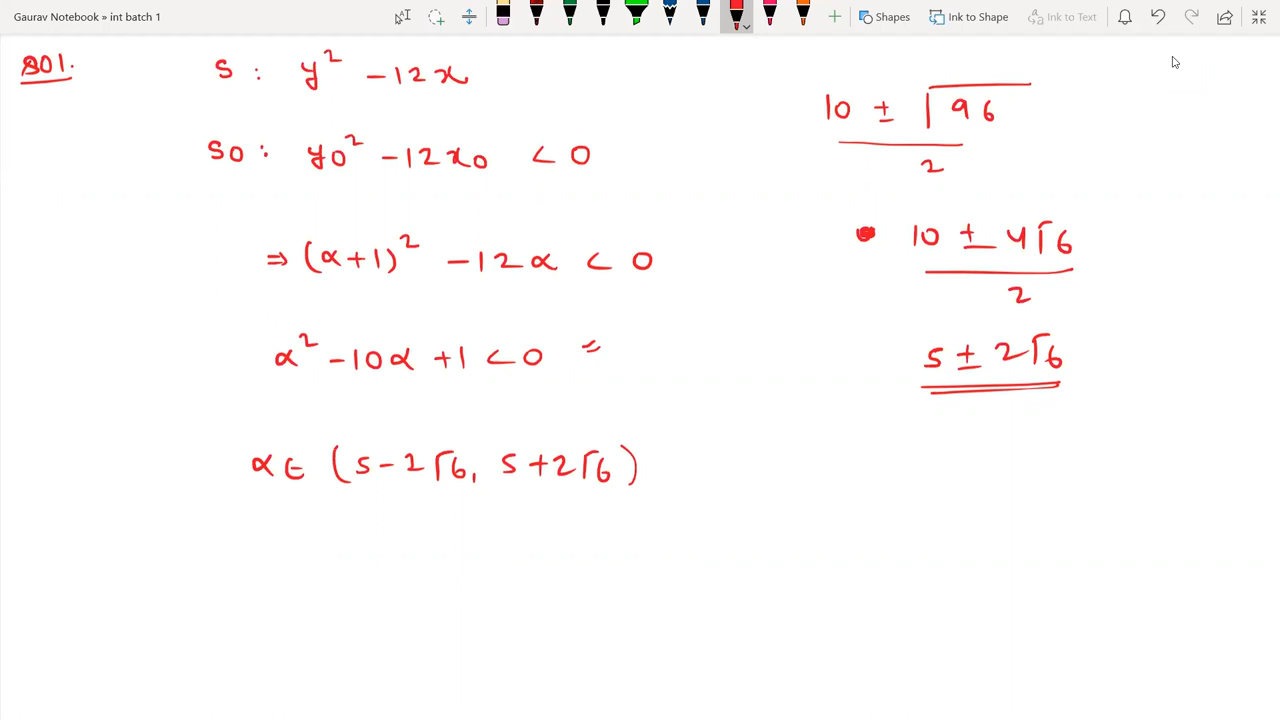 Gaurav Notebook » int batch 1
Shapes
Ink to Shape
Ink to Text
SOl.
S : y² - 12x
S0 : y0² - 12x0 < 0
⇒ (α+1)² - 12α < 0
α² - 10α + 1 < 0 =
α ∈ (5 - 2√6, 5 + 2√6)
10 ± √96
2
10 ± 4√6
2
5 ± 2√6